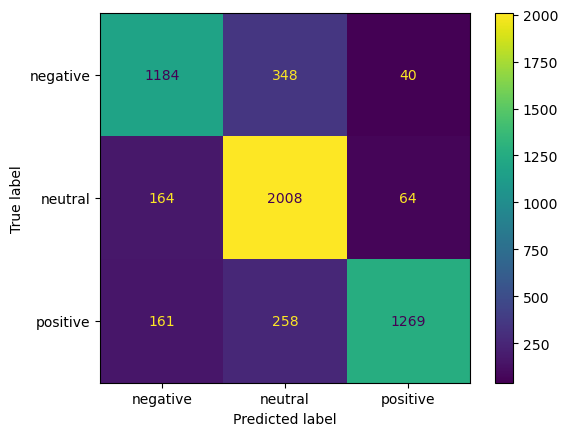 2000
negative 1184 348 40
1750
1500
True label
neutral 164 2008 64
1250
1000
750
positive 161 258 1269
500
250
negative neutral positive
Predicted label